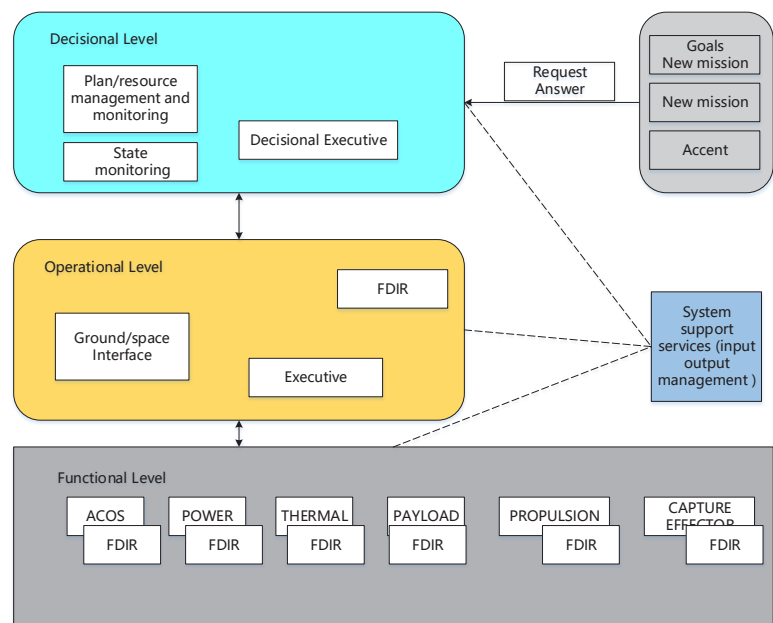 Decisional Level
Plan/resource
management and
monitoring
State
monitoring
Decisional Executive
Request
Answer
Goals
New mission
New mission
Accent
Operational Level
FDIR
Ground/space
Interface
Executive
System
support
services (input
output
management )
Functional Level
ACOS
POWER
THERMAL
PAYLOAD
PROPULSION
CAPTURE
EFFECTOR
FDIR
FDIR
FDIR
FDIR
FDIR
FDIR